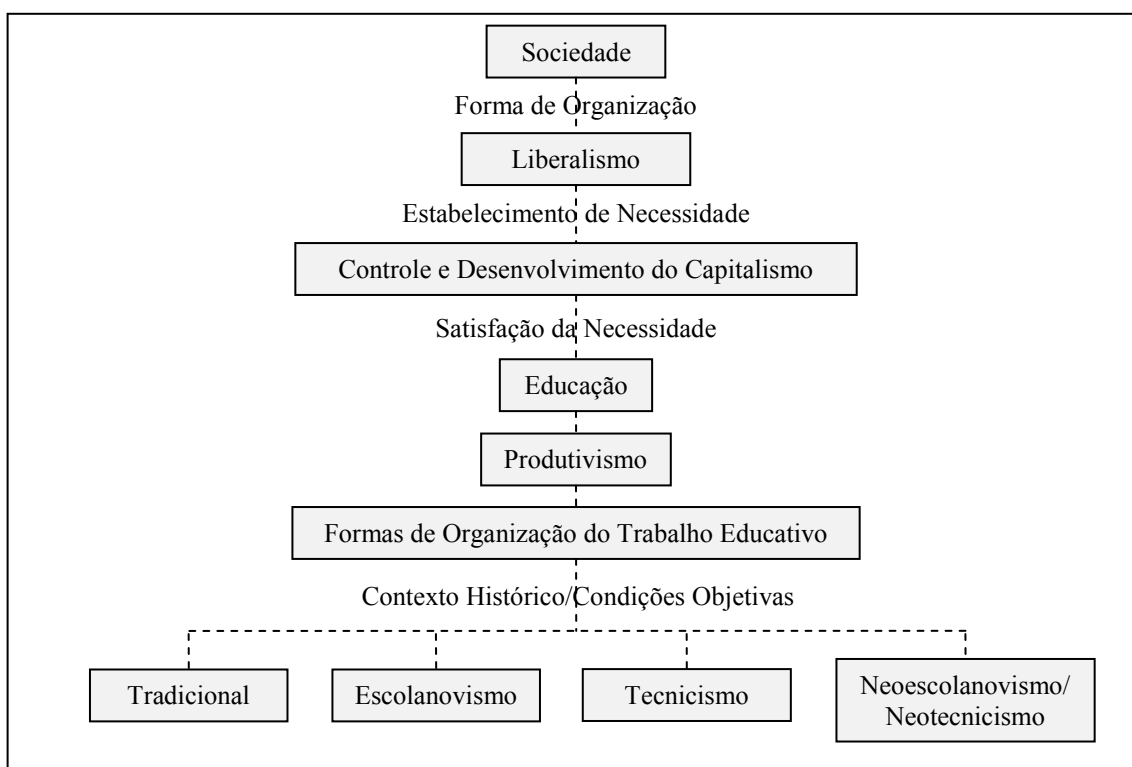 Sociedade
Forma de Organização
Liberalismo
Estabelecimento de Necessidade
Controle e Desenvolvimento do Capitalismo
Satisfação da Necessidade
Educação
Produtivismo
Formas de Organização do Trabalho Educativo
Contexto Histórico/Condições Objetivas
Tradicional
Escolanovismo
Tecnicismo
Neoescolanovismo/
Neotecnicismo